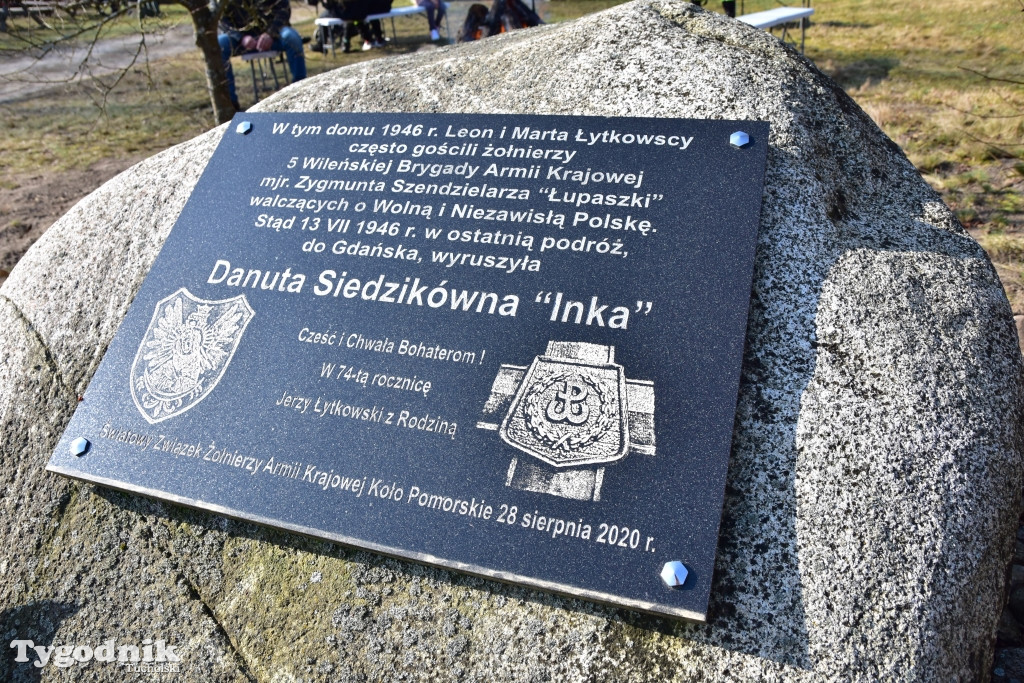 W tym domu 1946 r. Leon i Marta Łytkowscy
często gościli żołnierzy
5 Wileńskiej Brygady Armii Krajowej
mjr. Zygmunta Szendzielarza “Łupaszki”
walczących o Wolną i Niezawisłą Polskę.
Stąd 13 VII 1946 r. w ostatnią podróż,
do Gdańska, wyruszyła
Danuta Siedzikówna “Inka”
Cześć i Chwała Bohaterom !
W 74-tą rocznicę
Jerzy Łytkowski z Rodziną
Światowy Związek Żołnierzy Armii Krajowej Koło Pomorskie 28 sierpnia 2020 r.
Tygodnik
Tucholski